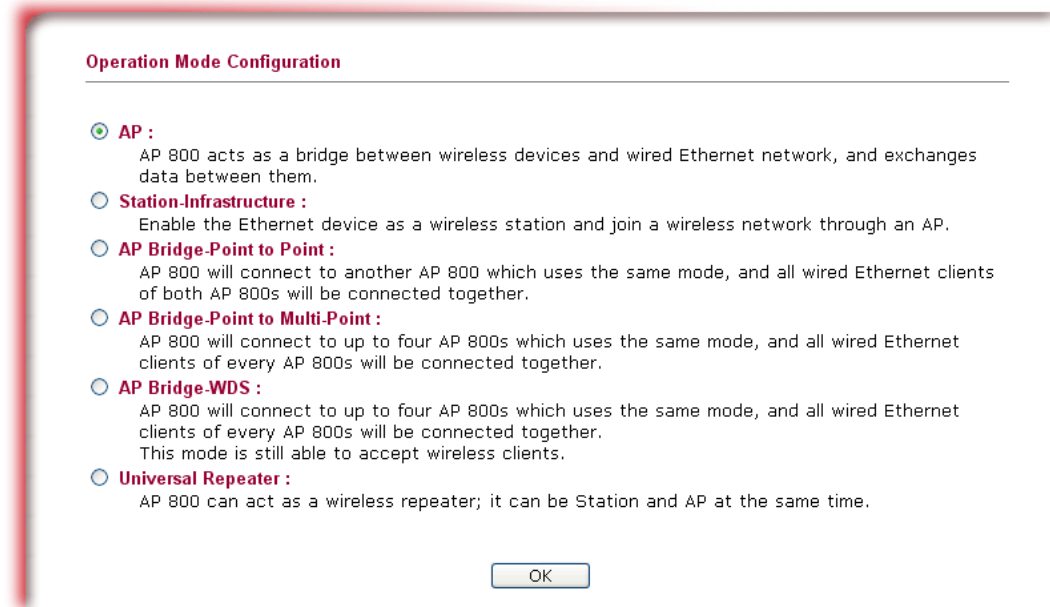 Operation Mode Configuration
AP :
AP 800 acts as a bridge between wireless devices and wired Ethernet network, and exchanges
data between them.
Station-Infrastructure :
Enable the Ethernet device as a wireless station and join a wireless network through an AP.
AP Bridge-Point to Point :
AP 800 will connect to another AP 800 which uses the same mode, and all wired Ethernet clients
of both AP 800s will be connected together.
AP Bridge-Point to Multi-Point :
AP 800 will connect to up to four AP 800s which uses the same mode, and all wired Ethernet
clients of every AP 800s will be connected together.
AP Bridge-WDS :
AP 800 will connect to up to four AP 800s which uses the same mode, and all wired Ethernet
clients of every AP 800s will be connected together.
This mode is still able to accept wireless clients.
Universal Repeater :
AP 800 can act as a wireless repeater; it can be Station and AP at the same time.
OK